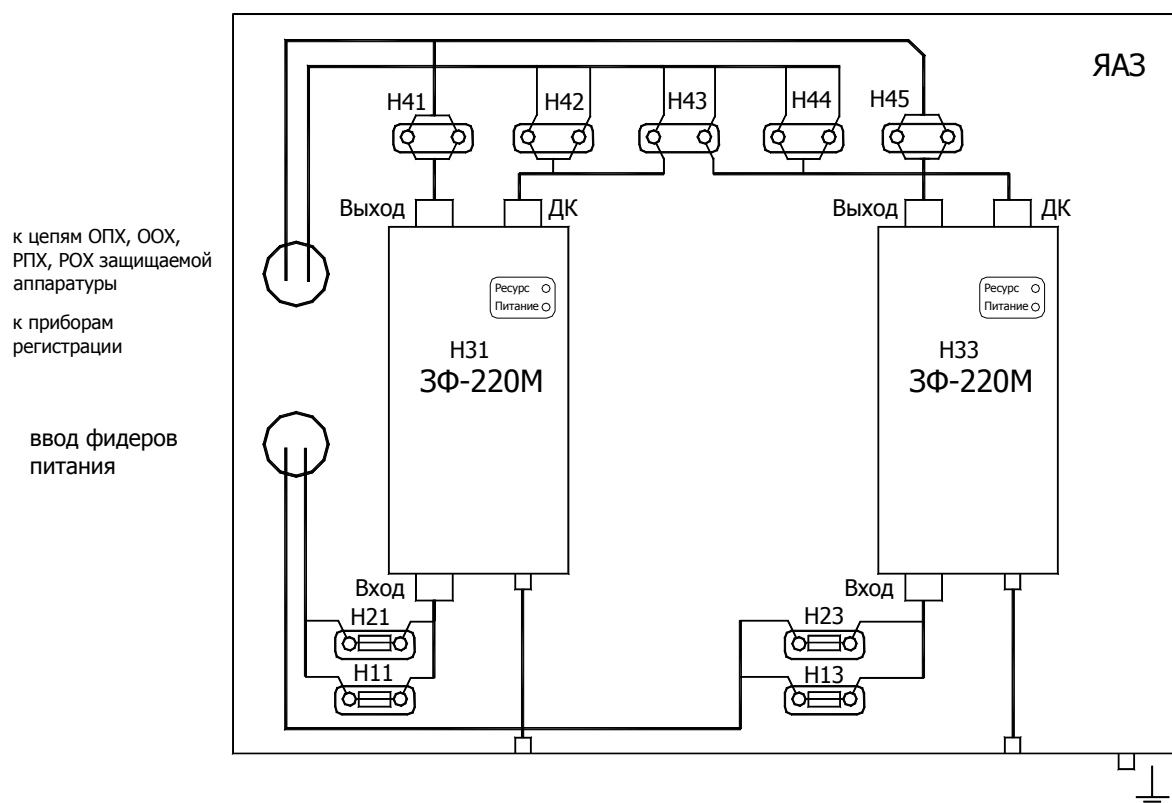 ЯАЗ
Н41
Н42
Н43
Н44
Н45
Выход
ДК
Выход
ДК
к цепям ОПХ, ООХ,
РПХ, РОХ защищаемой
аппаратуры
к приборам
регистрации
Ресурс
Питание
Ресурс
Питание
Н31
ЗФ-220М
Н33
ЗФ-220М
ввод фидеров
питания
Вход
Вход
Н21
Н23
Н11
Н13